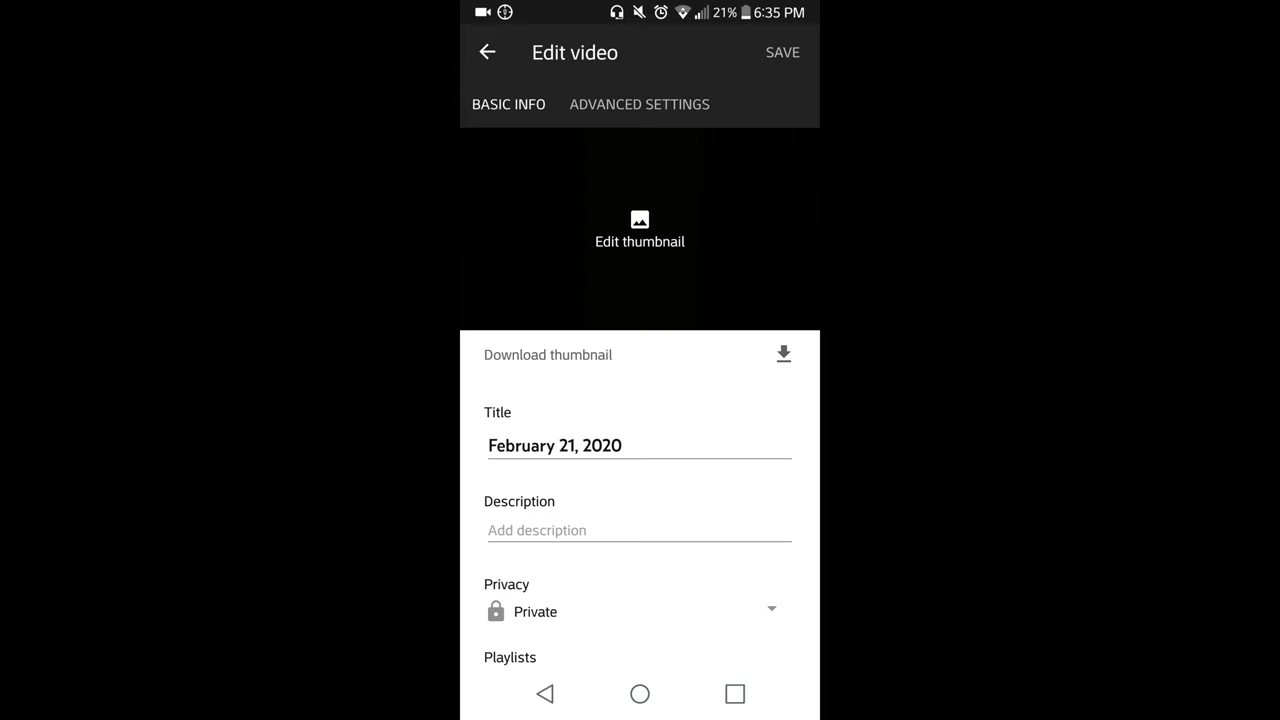 21% 6:35 PM
Edit video
SAVE
BASIC INFO
ADVANCED SETTINGS
Edit thumbnail
Download thumbnail
Title
February 21, 2020
Description
Add description
Privacy
Private
Playlists